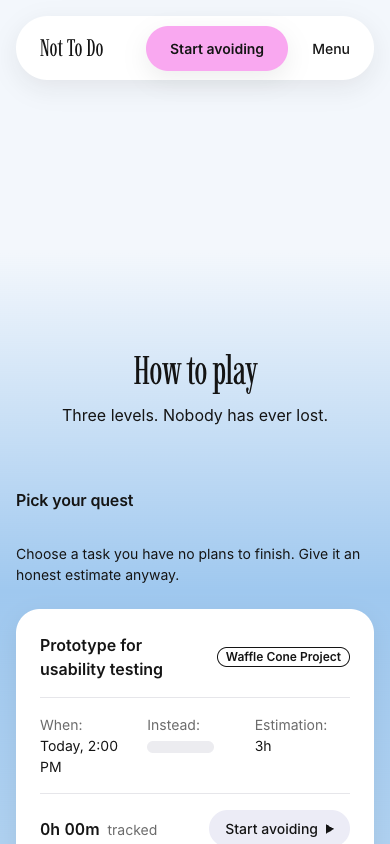 Not To Do
Start avoiding
Menu
How to play
Three levels. Nobody has ever lost.
Pick your quest
Choose a task you have no plans to finish. Give it an
honest estimate anyway.
Prototype for
usability testing
Waffle Cone Project
When:
Today, 2:00
PM
Instead:
Estimation:
3h
0h 00m tracked
Start avoiding